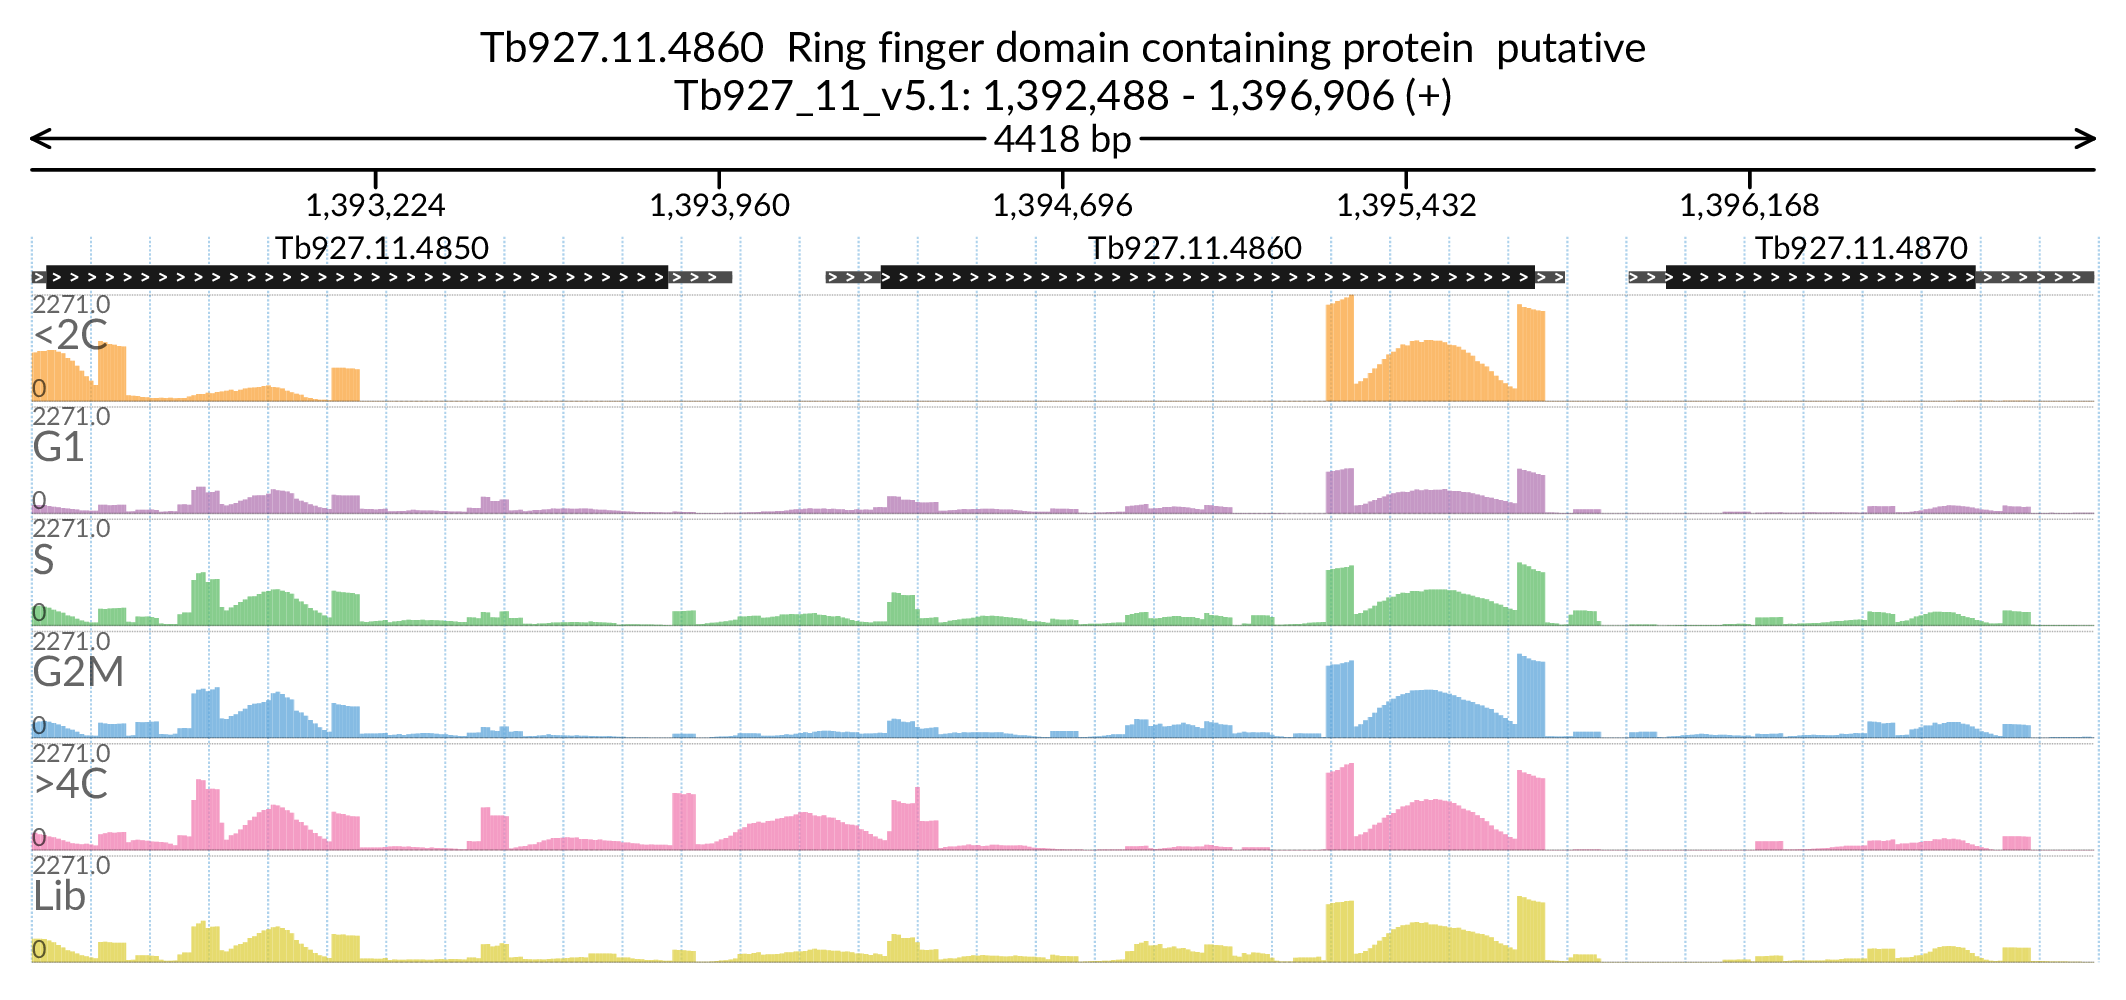 Tb927.11.4860  Ring finger domain containing protein  putative
Tb927_11_v5.1: 1,392,488 - 1,396,906 (+)
4418 bp
1,393,224 1,393,960 1,394,696 1,395,432 1,396,168
Tb927.11.4850 Tb927.11.4860 Tb927.11.4870
2271.0
<2C
0
2271.0
G1
0
2271.0
S
0
2271.0
G2M
0
2271.0
>4C
0
2271.0
Lib
0